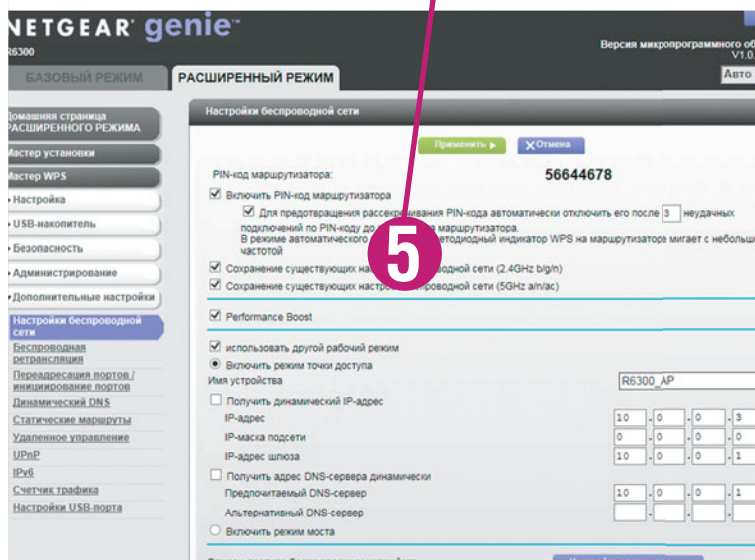 NETGEAR genie™
R6300
Версия микропрограммного об
V1.0.
Авто
БАЗОВЫЙ РЕЖИМ
РАСШИРЕННЫЙ РЕЖИМ
Домашняя страница
РАСШИРЕННОГО РЕЖИМА
Мастер установки
Мастер WPS
Настройка
USB-накопитель
Безопасность
Администрирование
Дополнительные настройки
Настройки беспроводной
сети
Беспроводная
ретрансляция
Переадресация портов /
инициирование портов
Динамический DNS
Статические маршруты
Удаленное управление
UPnP
IPv6
Счетчик трафика
Настройки USB-порта
Настройки беспроводной сети
Применить
X Отмена
PIN-код маршрутизатора: 56644678
Включить PIN-код маршрутизатора
Для предотвращения рассекречивания PIN-кода автоматически отключить его после 3 неудачных
подключений по PIN-коду до маршрутизатора.
В режиме автоматического етодиодный индикатор WPS на маршрутизаторе мигает с небольш
частотой
5
Сохранение существующих на водной сети (2.4GHz b/g/n)
Сохранение существующих настро проводной сети (5GHz a/n/ac)
Performance Boost
использовать другой рабочий режим
Включить режим точки доступа
Имя устройства R6300_AP
Получить динамический IP-адрес
IP-адрес 10 . 0 . 0 . 3
IP-маска подсети 0 . 0 . 0 . 0
IP-адрес шлюза 10 . 0 . 0 . 1
Получить адрес DNS-сервера динамически
Предпочитаемый DNS-сервер 10 . 0 . 0 . 1
Альтернативный DNS-сервер . . .
Включить режим моста